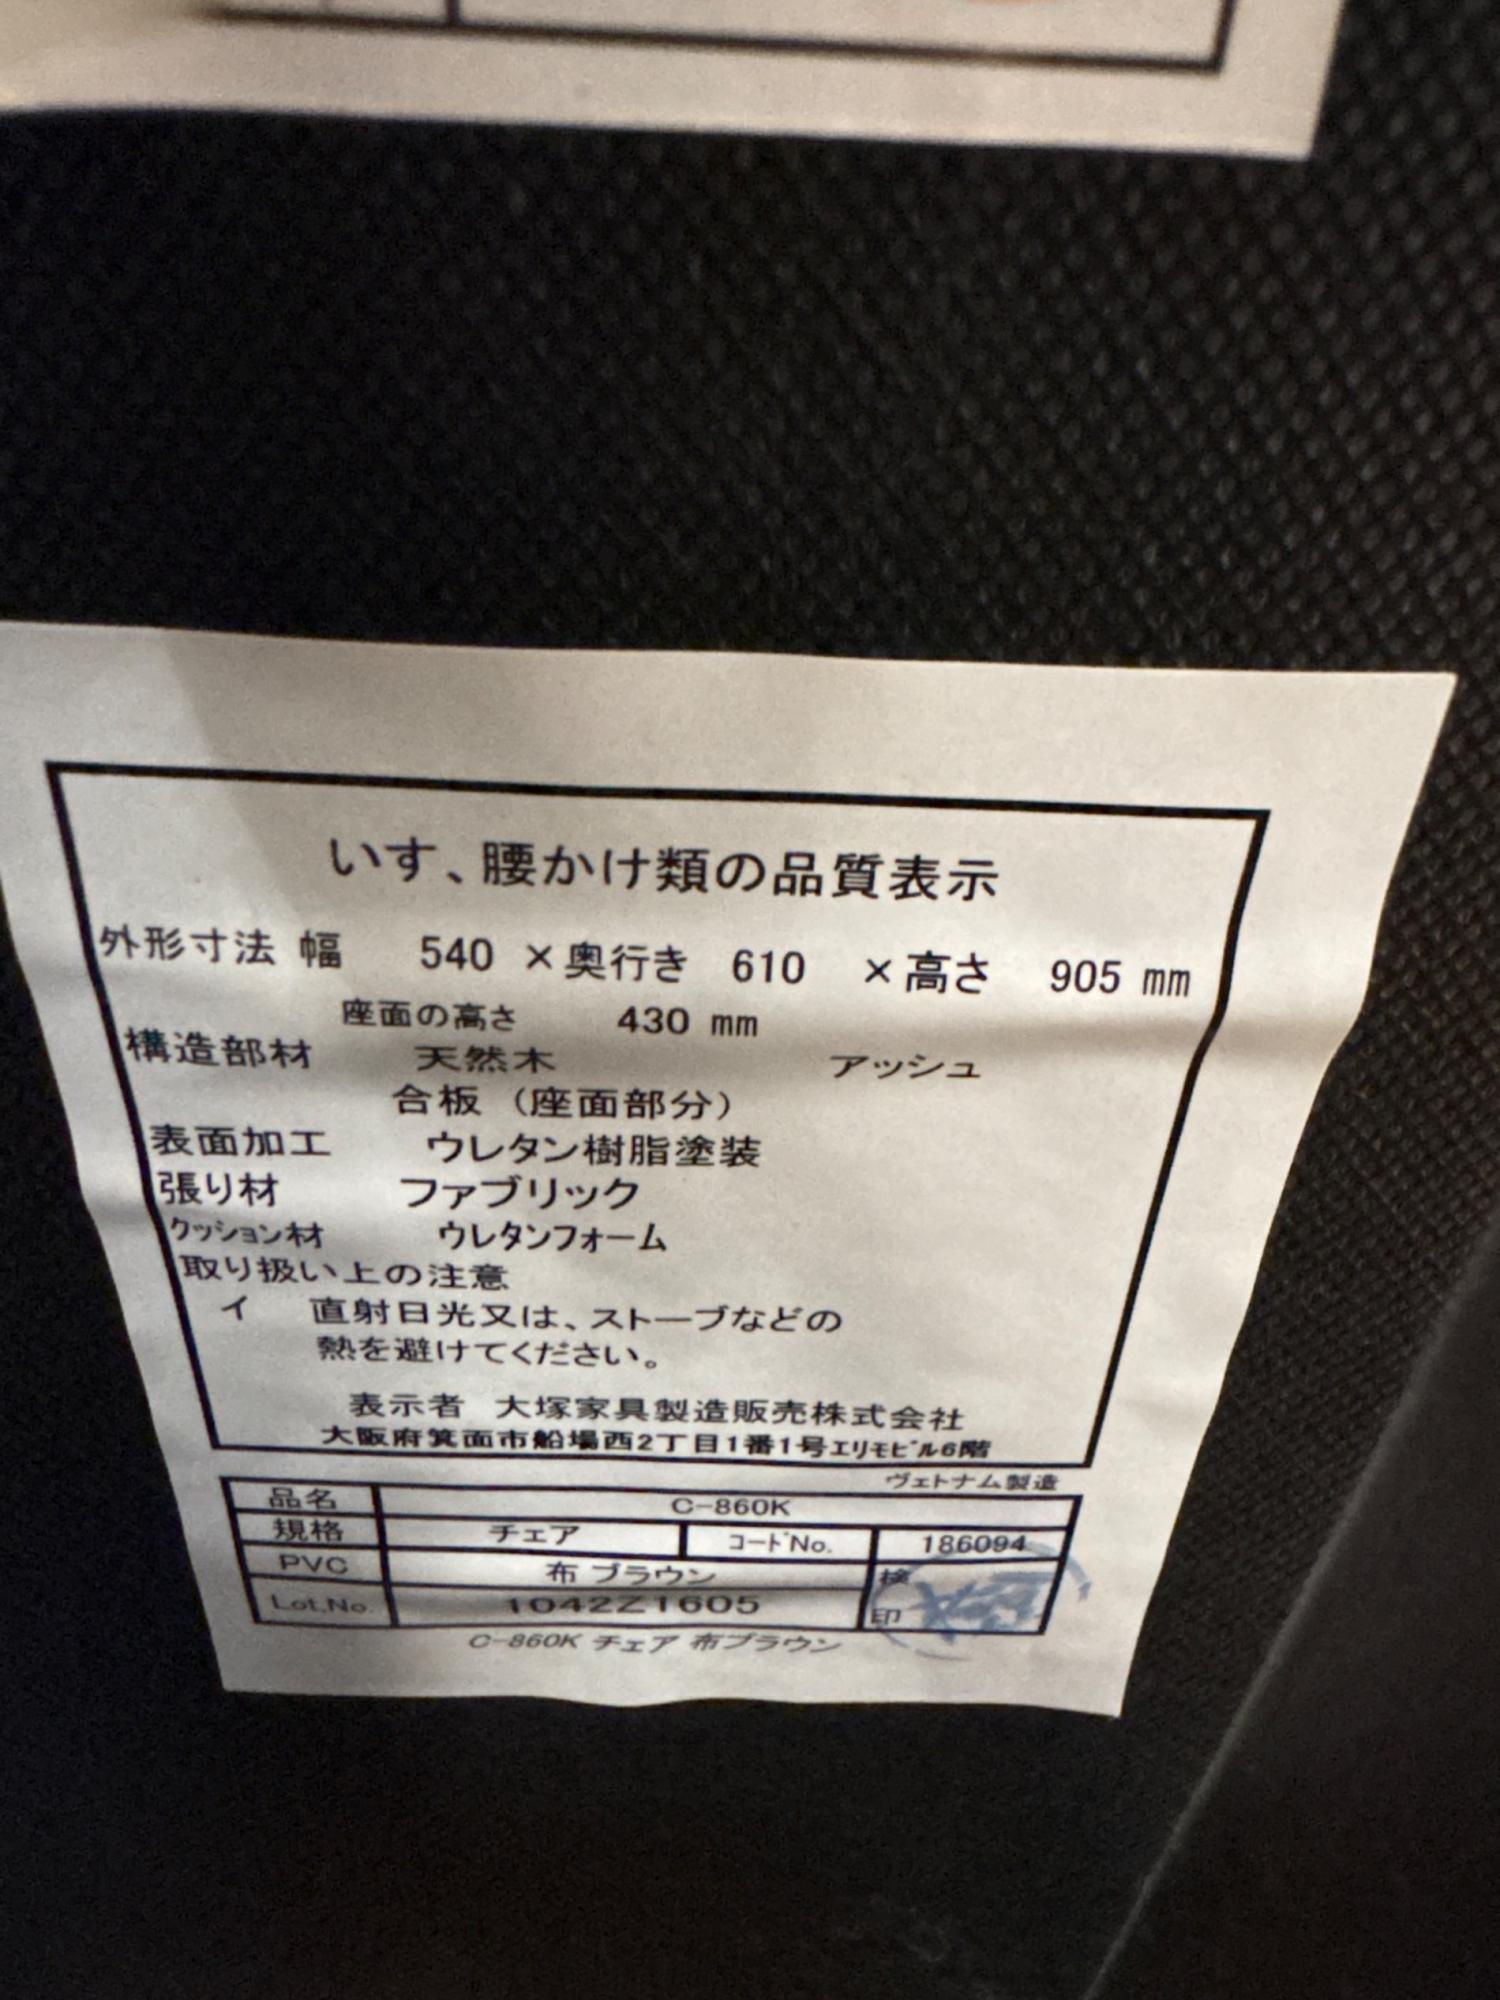 いす、腰かけ類の品質表示
外形寸法 幅 540 ×奥行き 610 ×高さ 905 mm
座面の高さ 430 mm
構造部材 天然木 アッシュ
合板（座面部分）
表面加工 ウレタン樹脂塗装
張り材 ファブリック
クッション材 ウレタンフォーム
取り扱い上の注意
イ 直射日光又は、ストーブなどの
熱を避けてください。
表示者 大塚家具製造販売株式会社
大阪府箕面市船場西2丁目1番1号エリモビル6階
ヴェトナム製造
品名 C-860K
規格 チェア コードNo. 186094
PVC 布 ブラウン 検
Lot.No. 1042Z1605 印
C-860K チェア 布ブラウン